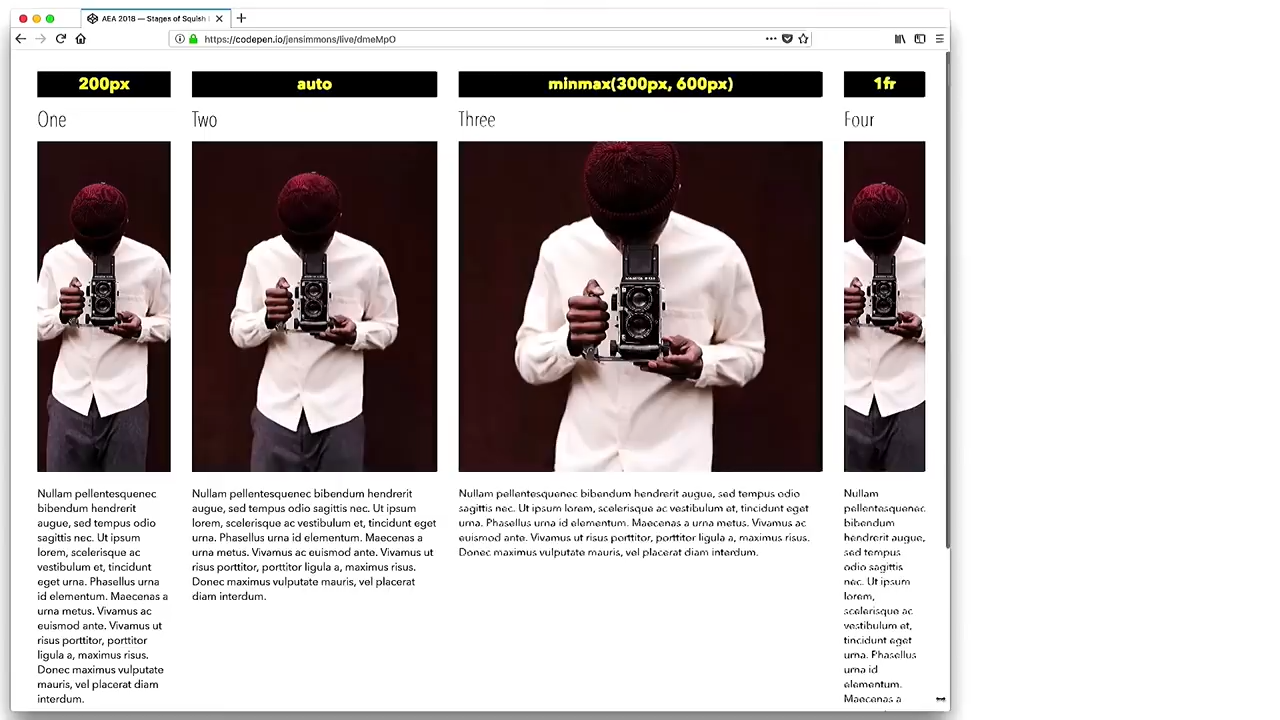 AEA 2018 — Stages of Squish
https://codepen.io/jensimmons/live/dmeMpO
200px
One
Nullam pellentesquenec
bibendum hendrerit
augue, sed tempus odio
sagittis nec. Ut ipsum
lorem, scelerisque ac
vestibulum et, tincidunt
eget urna. Phasellus urna
id elementum. Maecenas a
urna metus. Vivamus ac
euismod ante. Vivamus ut
risus porttitor, porttitor
ligula a, maximus risus.
Donec maximus vulputate
mauris, vel placerat diam
interdum.
auto
Two
Nullam pellentesquenec bibendum hendrerit
augue, sed tempus odio sagittis nec. Ut ipsum
lorem, scelerisque ac vestibulum et, tincidunt eget
urna. Phasellus urna id elementum. Maecenas a
urna metus. Vivamus ac euismod ante. Vivamus ut
risus porttitor, porttitor ligula a, maximus risus.
Donec maximus vulputate mauris, vel placerat
diam interdum.
minmax(300px, 600px)
Three
Nullam pellentesquenec bibendum hendrerit augue, sed tempus odio
sagittis nec. Ut ipsum lorem, scelerisque ac vestibulum et, tincidunt eget
urna. Phasellus urna id elementum. Maecenas a urna metus. Vivamus ac
euismod ante. Vivamus ut risus porttitor, porttitor ligula a, maximus risus.
Donec maximus vulputate mauris, vel placerat diam interdum.
1fr
Four
Nullam
pellentesquenec
bibendum
hendrerit augue,
sed tempus
odio sagittis
nec. Ut ipsum
lorem,
scelerisque ac
vestibulum et,
tincidunt eget
urna. Phasellus
urna id
elementum.
Maecenas a